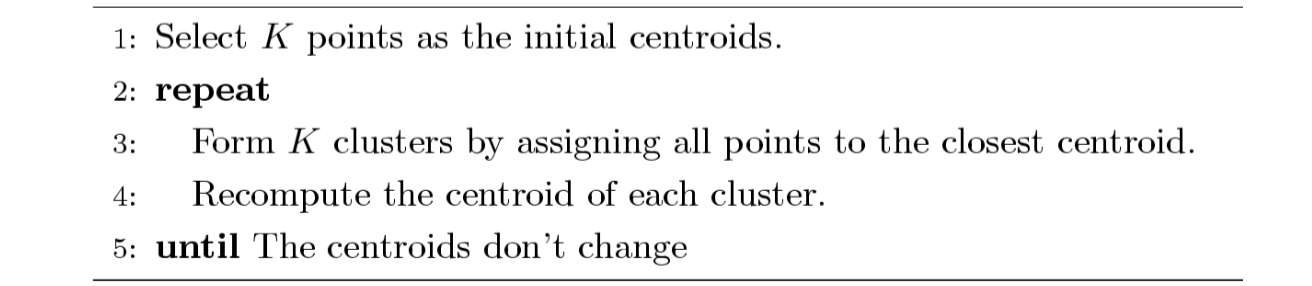 1: Select K points as the initial centroids.
2: repeat
3: Form K clusters by assigning all points to the closest centroid.
4: Recompute the centroid of each cluster.
5: until The centroids don't change